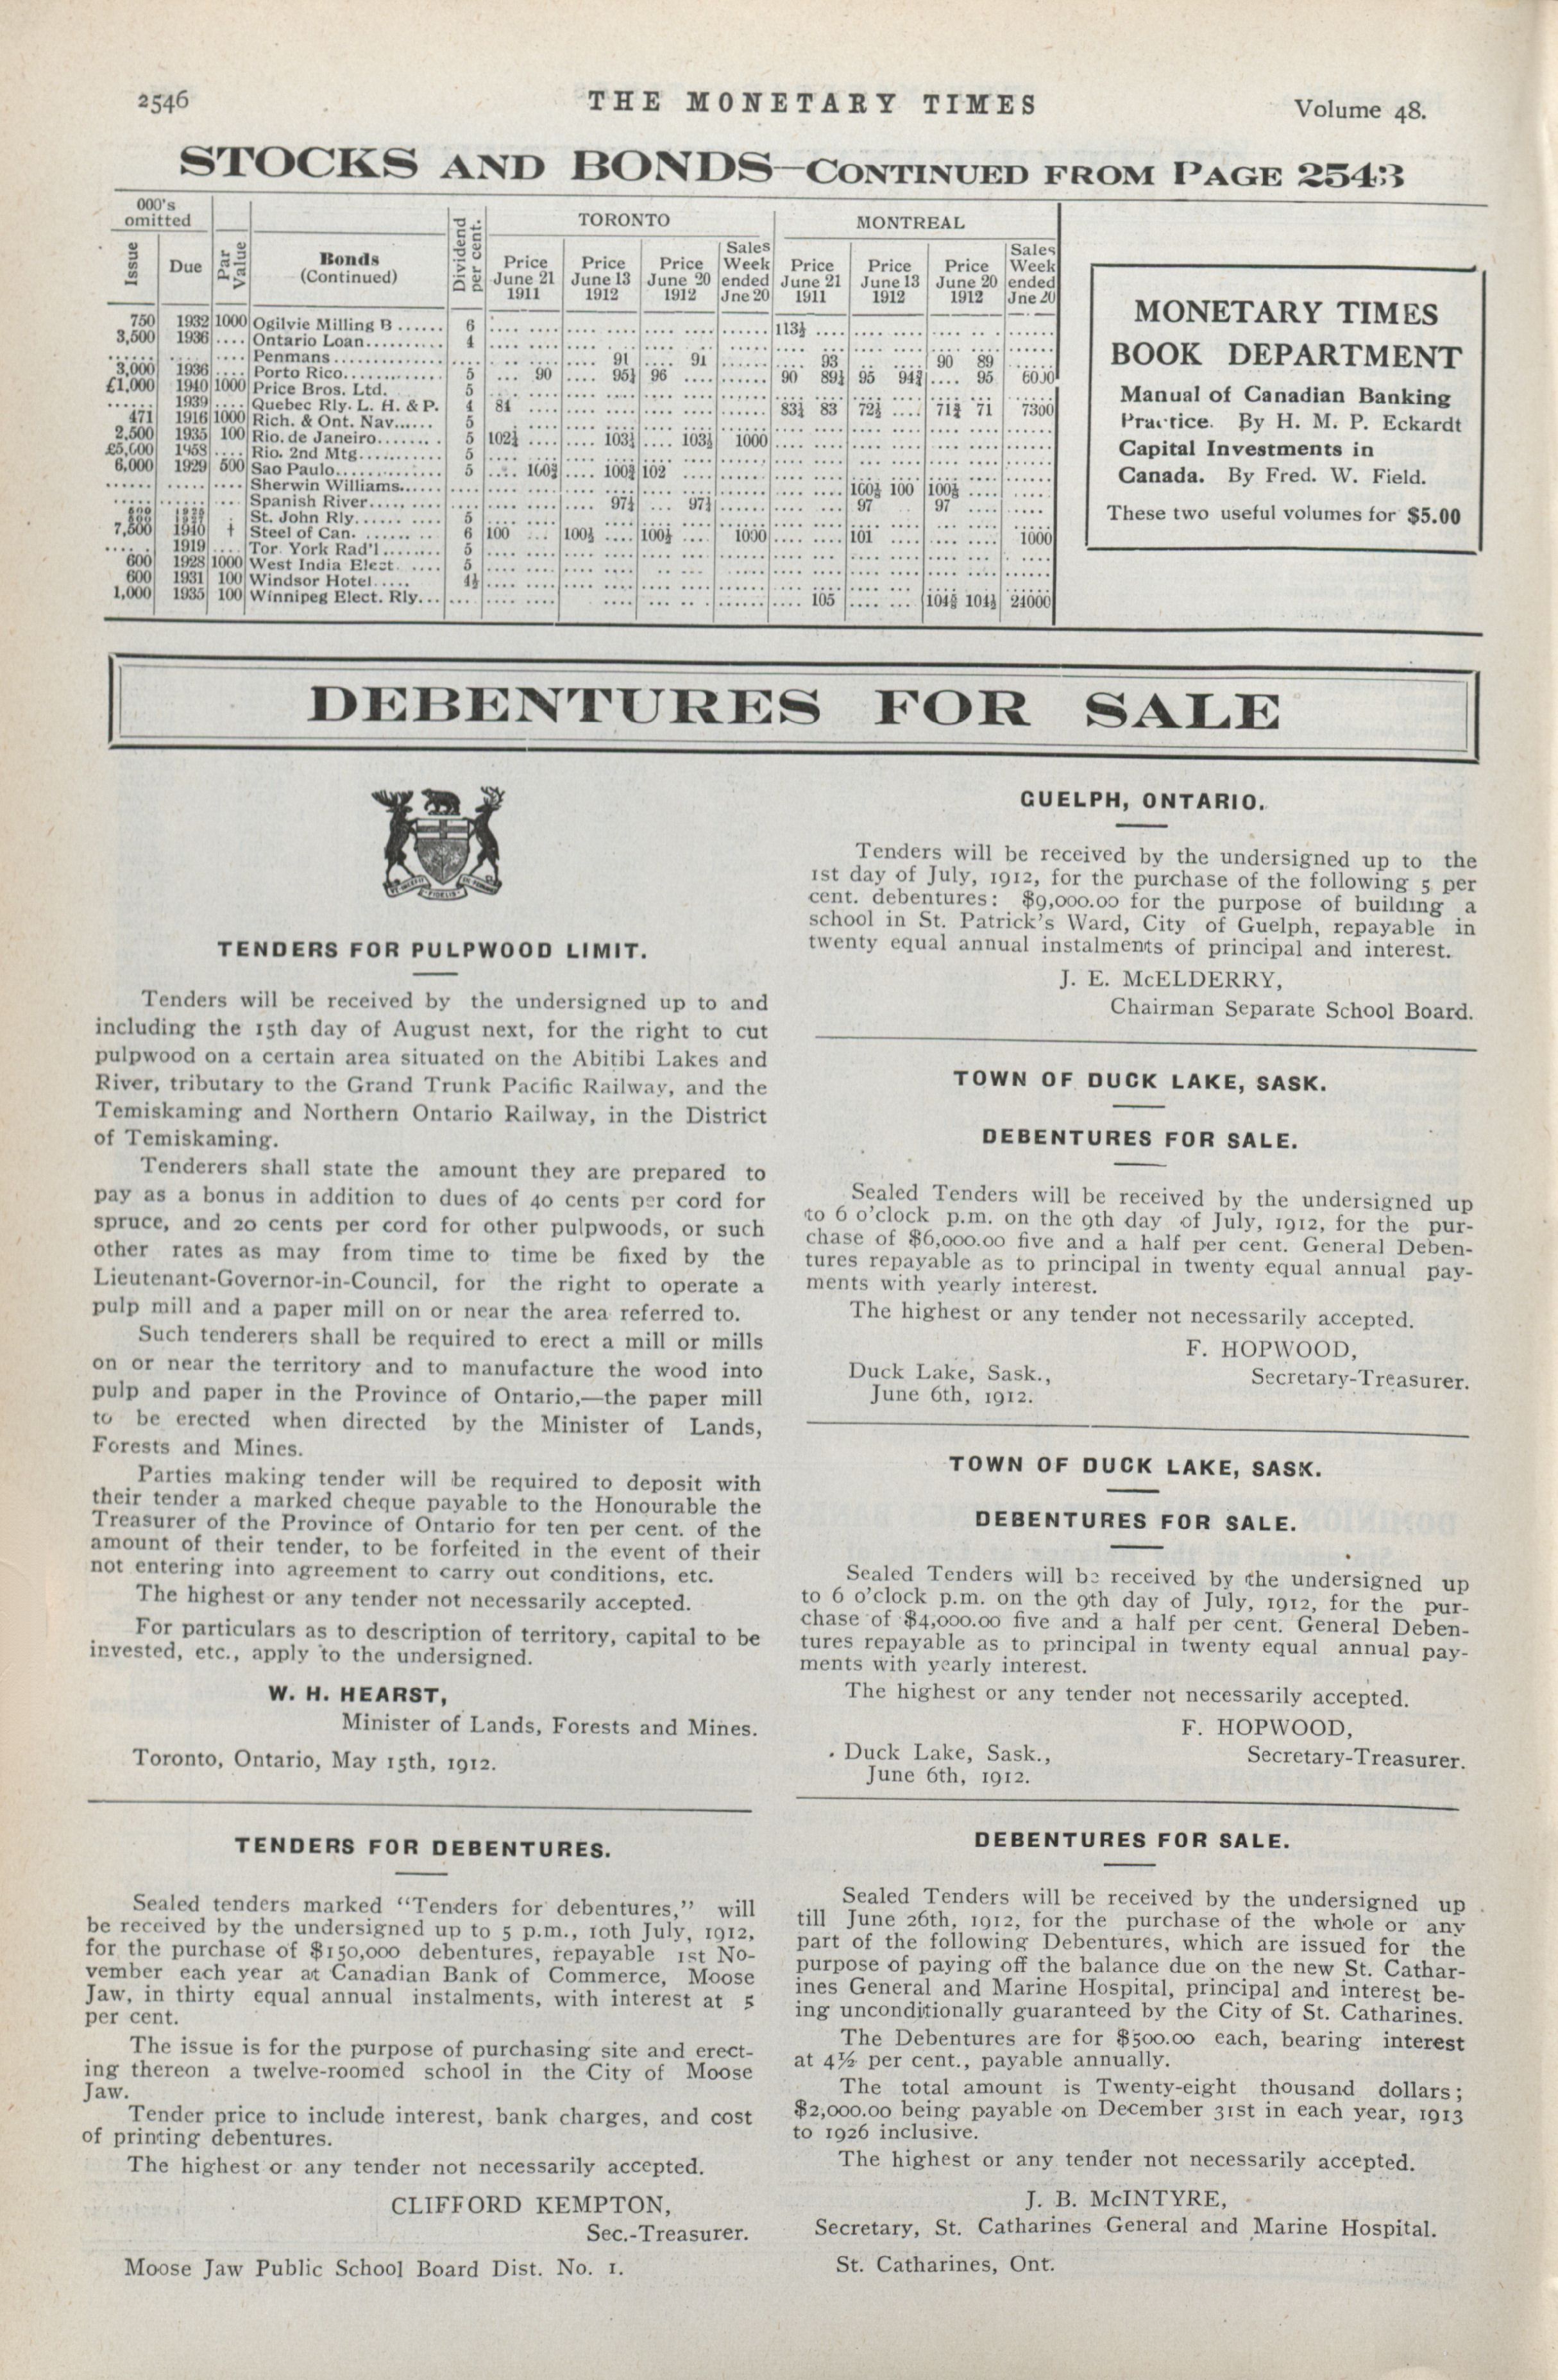 2546
THE MONETARY TIMES
Volume 48.
STOCKS AND BONDS—CONTINUED FROM PAGE 2543
000's omitted
Issue
Due
Par Value
Bonds (Continued)
Dividend per cent.
TORONTO
Price June 21 1911
Price June 13 1912
Price June 20 1912
Sales Week ended Jne 20
MONTREAL
Price June 21 1911
Price June 13 1912
Price June 20 1912
Sales Week ended Jne 20
750 1932 1000 Ogilvie Milling B ...... 6 113½
3,500 1936 .... Ontario Loan.......... 4
...... .... .... Penmans............. 91 91 93 90 89
3,000 1936 .... Porto Rico............. 5 90 95½ 96 90 89½ 95 94¾ 95 6000
£1,000 1940 1000 Price Bros. Ltd. 5
...... 1939 .... Quebec Rly. L. H. & P. 4 84 83½ 83 72½ 71¾ 71 7300
471 1916 1000 Rich. & Ont. Nav...... 5
2,500 1935 100 Rio. de Janeiro........ 5 102½ 103½ 103½ 1000
£5,000 1958 .... Rio. 2nd Mtg........... 5
6,000 1929 500 Sao Paulo............. 5 100¾ 100¾ 102
...... .... Sherwin Williams...... 100½ 100 100½
...... .... Spanish River......... 97½ 97½ 97 97
St. John Rly...... ..... 5
7,500 1940 † Steel of Can. ........ 6 100 100½ 100½ 1000 101 1000
.... 1919 .... Tor. York Rad'l ........ 5
600 1928 1000 West India Elect. .... 5
600 1931 100 Windsor Hotel..... 4½
1,000 1935 100 Winnipeg Elect. Rly... 105 104½ 24000
MONETARY TIMES
BOOK DEPARTMENT
Manual of Canadian Banking
Practice. By H. M. P. Eckardt
Capital Investments in
Canada. By Fred. W. Field.
These two useful volumes for $5.00
DEBENTURES FOR SALE
TENDERS FOR PULPWOOD LIMIT.
Tenders will be received by the undersigned up to and
including the 15th day of August next, for the right to cut
pulpwood on a certain area situated on the Abitibi Lakes and
River, tributary to the Grand Trunk Pacific Railway, and the
Temiskaming and Northern Ontario Railway, in the District
of Temiskaming.
Tenderers shall state the amount they are prepared to
pay as a bonus in addition to dues of 40 cents per cord for
spruce, and 20 cents per cord for other pulpwoods, or such
other rates as may from time to time be fixed by the
Lieutenant-Governor-in-Council, for the right to operate a
pulp mill and a paper mill on or near the area referred to.
Such tenderers shall be required to erect a mill or mills
on or near the territory and to manufacture the wood into
pulp and paper in the Province of Ontario,—the paper mill
to be erected when directed by the Minister of Lands,
Forests and Mines.
Parties making tender will be required to deposit with
their tender a marked cheque payable to the Honourable the
Treasurer of the Province of Ontario for ten per cent. of the
amount of their tender, to be forfeited in the event of their
not entering into agreement to carry out conditions, etc.
The highest or any tender not necessarily accepted.
For particulars as to description of territory, capital to be
invested, etc., apply to the undersigned.
W. H. HEARST,
Minister of Lands, Forests and Mines.
Toronto, Ontario, May 15th, 1912.
TENDERS FOR DEBENTURES.
Sealed tenders marked "Tenders for debentures," will
be received by the undersigned up to 5 p.m., 10th July, 1912,
for the purchase of $150,000 debentures, repayable 1st No-
vember each year at Canadian Bank of Commerce, Moose
Jaw, in thirty equal annual instalments, with interest at 5
per cent.
The issue is for the purpose of purchasing site and erect-
ing thereon a twelve-roomed school in the City of Moose
Jaw.
Tender price to include interest, bank charges, and cost
of printing debentures.
The highest or any tender not necessarily accepted.
CLIFFORD KEMPTON,
Sec.-Treasurer.
Moose Jaw Public School Board Dist. No. 1.
GUELPH, ONTARIO.
Tenders will be received by the undersigned up to the
1st day of July, 1912, for the purchase of the following 5 per
cent. debentures: $9,000.00 for the purpose of building a
school in St. Patrick's Ward, City of Guelph, repayable in
twenty equal annual instalments of principal and interest.
J. E. McELDERRY,
Chairman Separate School Board.
TOWN OF DUCK LAKE, SASK.
DEBENTURES FOR SALE.
Sealed Tenders will be received by the undersigned up
to 6 o'clock p.m. on the 9th day of July, 1912, for the pur-
chase of $6,000.00 five and a half per cent. General Deben-
tures repayable as to principal in twenty equal annual pay-
ments with yearly interest.
The highest or any tender not necessarily accepted.
F. HOPWOOD,
Secretary-Treasurer.
Duck Lake, Sask.,
June 6th, 1912.
TOWN OF DUCK LAKE, SASK.
DEBENTURES FOR SALE.
Sealed Tenders will be received by the undersigned up
to 6 o'clock p.m. on the 9th day of July, 1912, for the pur-
chase of $4,000.00 five and a half per cent. General Deben-
tures repayable as to principal in twenty equal annual pay-
ments with yearly interest.
The highest or any tender not necessarily accepted.
F. HOPWOOD,
Secretary-Treasurer.
Duck Lake, Sask.,
June 6th, 1912.
DEBENTURES FOR SALE.
Sealed Tenders will be received by the undersigned up
till June 26th, 1912, for the purchase of the whole or any
part of the following Debentures, which are issued for the
purpose of paying off the balance due on the new St. Cathar-
ines General and Marine Hospital, principal and interest be-
ing unconditionally guaranteed by the City of St. Catharines.
The Debentures are for $500.00 each, bearing interest
at 4½ per cent., payable annually.
The total amount is Twenty-eight thousand dollars;
$2,000.00 being payable on December 31st in each year, 1913
to 1926 inclusive.
The highest or any tender not necessarily accepted.
J. B. McINTYRE,
Secretary, St. Catharines General and Marine Hospital.
St. Catharines, Ont.